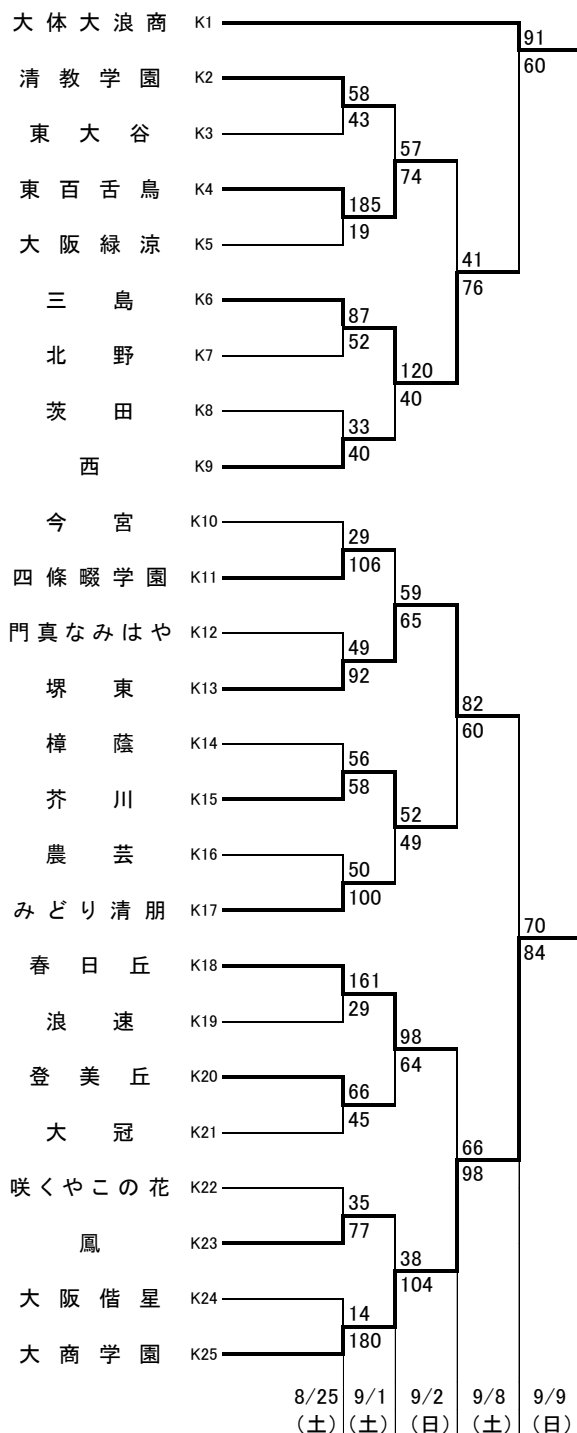 大体大浪商 K1
91
60
清教学園 K2
58
43
東大谷 K3
57
74
東百舌鳥 K4
185
19
大阪緑涼 K5
41
76
三島 K6
87
52
北野 K7
120
40
茨田 K8
33
40
西 K9
今宮 K10
29
106
四條畷学園 K11
59
65
門真なみはや K12
49
92
堺東 K13
82
60
樟蔭 K14
56
58
芥川 K15
52
49
農芸 K16
50
100
みどり清朋 K17
70
84
春日丘 K18
161
29
浪速 K19
98
64
登美丘 K20
66
45
大冠 K21
66
98
咲くやこの花 K22
35
77
鳳 K23
38
104
大阪偕星 K24
14
180
大商学園 K25
8/25 9/1 9/2 9/8 9/9
（土） （土） （日） （土） （日）